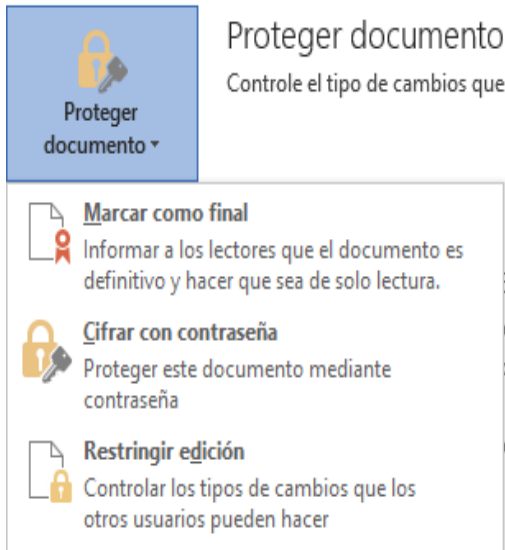 Proteger documento
Controle el tipo de cambios que
Proteger
documento
Marcar como final
Informar a los lectores que el documento es
definitivo y hacer que sea de solo lectura.
Cifrar con contraseña
Proteger este documento mediante
contraseña
Restringir edición
Controlar los tipos de cambios que los
otros usuarios pueden hacer